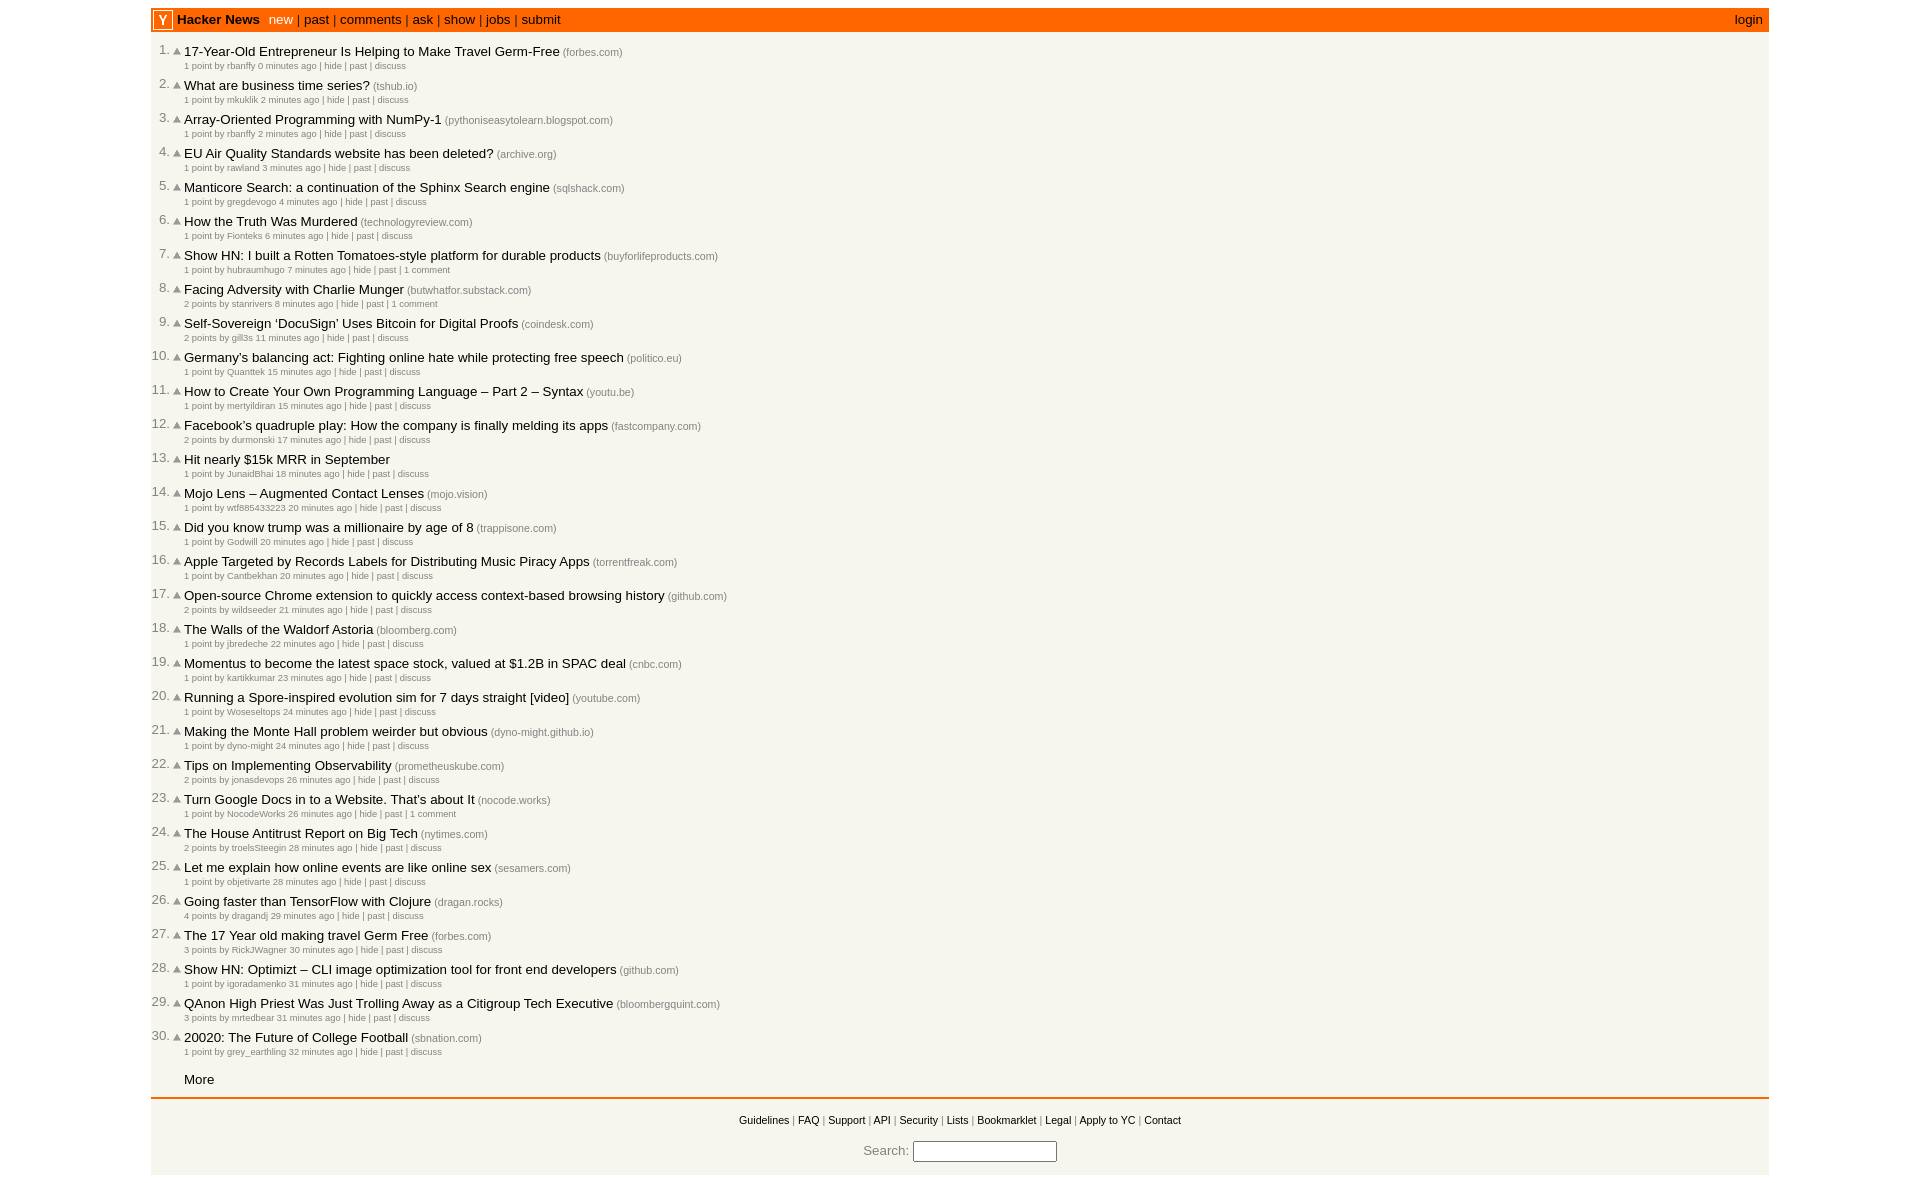 Y Hacker News new | past | comments | ask | show | jobs | submit login
1. 17-Year-Old Entrepreneur Is Helping to Make Travel Germ-Free (forbes.com)
1 point by rbanffy 0 minutes ago | hide | past | discuss
2. What are business time series? (tshub.io)
1 point by mkuklik 2 minutes ago | hide | past | discuss
3. Array-Oriented Programming with NumPy-1 (pythoniseasytolearn.blogspot.com)
1 point by rbanffy 2 minutes ago | hide | past | discuss
4. EU Air Quality Standards website has been deleted? (archive.org)
1 point by rawland 3 minutes ago | hide | past | discuss
5. Manticore Search: a continuation of the Sphinx Search engine (sqlshack.com)
1 point by gregdevogo 4 minutes ago | hide | past | discuss
6. How the Truth Was Murdered (technologyreview.com)
1 point by Fionteks 6 minutes ago | hide | past | discuss
7. Show HN: I built a Rotten Tomatoes-style platform for durable products (buyforlifeproducts.com)
1 point by hubraumhugo 7 minutes ago | hide | past | 1 comment
8. Facing Adversity with Charlie Munger (butwhatfor.substack.com)
2 points by stanrivers 8 minutes ago | hide | past | 1 comment
9. Self-Sovereign ‘DocuSign’ Uses Bitcoin for Digital Proofs (coindesk.com)
2 points by gill3s 11 minutes ago | hide | past | discuss
10. Germany’s balancing act: Fighting online hate while protecting free speech (politico.eu)
1 point by Quanttek 15 minutes ago | hide | past | discuss
11. How to Create Your Own Programming Language – Part 2 – Syntax (youtu.be)
1 point by mertyildiran 15 minutes ago | hide | past | discuss
12. Facebook’s quadruple play: How the company is finally melding its apps (fastcompany.com)
2 points by durmonski 17 minutes ago | hide | past | discuss
13. Hit nearly $15k MRR in September
1 point by JunaidBhai 18 minutes ago | hide | past | discuss
14. Mojo Lens – Augmented Contact Lenses (mojo.vision)
1 point by wtf885433223 20 minutes ago | hide | past | discuss
15. Did you know trump was a millionaire by age of 8 (trappisone.com)
1 point by Godwill 20 minutes ago | hide | past | discuss
16. Apple Targeted by Records Labels for Distributing Music Piracy Apps (torrentfreak.com)
1 point by Cantbekhan 20 minutes ago | hide | past | discuss
17. Open-source Chrome extension to quickly access context-based browsing history (github.com)
2 points by wildseeder 21 minutes ago | hide | past | discuss
18. The Walls of the Waldorf Astoria (bloomberg.com)
1 point by jbredeche 22 minutes ago | hide | past | discuss
19. Momentus to become the latest space stock, valued at $1.2B in SPAC deal (cnbc.com)
1 point by kartikkumar 23 minutes ago | hide | past | discuss
20. Running a Spore-inspired evolution sim for 7 days straight [video] (youtube.com)
1 point by Woseseltops 24 minutes ago | hide | past | discuss
21. Making the Monte Hall problem weirder but obvious (dyno-might.github.io)
1 point by dyno-might 24 minutes ago | hide | past | discuss
22. Tips on Implementing Observability (prometheuskube.com)
2 points by jonasdevops 26 minutes ago | hide | past | discuss
23. Turn Google Docs in to a Website. That’s about It (nocode.works)
1 point by NocodeWorks 26 minutes ago | hide | past | 1 comment
24. The House Antitrust Report on Big Tech (nytimes.com)
2 points by troelsSteegin 28 minutes ago | hide | past | discuss
25. Let me explain how online events are like online sex (sesamers.com)
1 point by objetivarte 28 minutes ago | hide | past | discuss
26. Going faster than TensorFlow with Clojure (dragan.rocks)
4 points by dragandj 29 minutes ago | hide | past | discuss
27. The 17 Year old making travel Germ Free (forbes.com)
3 points by RickJWagner 30 minutes ago | hide | past | discuss
28. Show HN: Optimizt – CLI image optimization tool for front end developers (github.com)
1 point by igoradamenko 31 minutes ago | hide | past | discuss
29. QAnon High Priest Was Just Trolling Away as a Citigroup Tech Executive (bloombergquint.com)
3 points by mrtedbear 31 minutes ago | hide | past | discuss
30. 20020: The Future of College Football (sbnation.com)
1 point by grey_earthling 32 minutes ago | hide | past | discuss
More
Guidelines | FAQ | Support | API | Security | Lists | Bookmarklet | Legal | Apply to YC | Contact
Search: